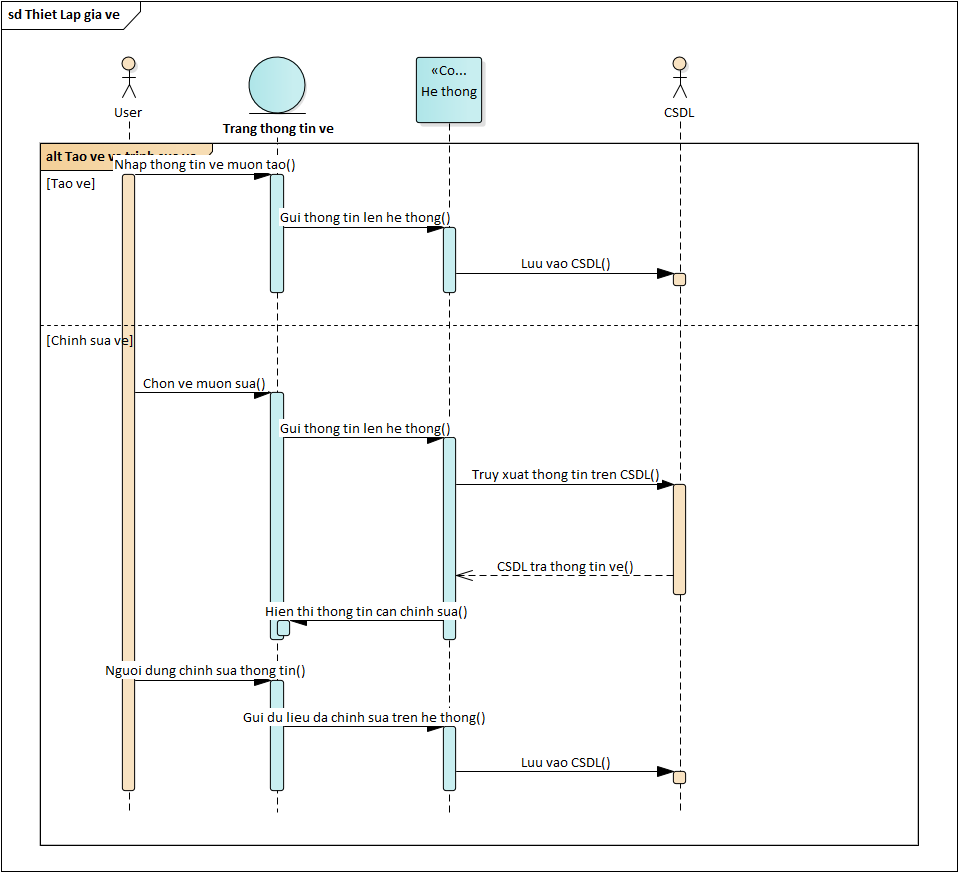 sd Thiet Lap gia ve
«Co...
He thong
User
CSDL
Trang thong tin ve
alt Tao ve
Nhap thong tin ve muon tao()
[Tao ve]
Gui thong tin len he thong()
Luu vao CSDL()
[Chinh sua ve]
Chon ve muon sua()
Gui thong tin len he thong()
Truy xuat thong tin tren CSDL()
CSDL tra thong tin ve()
Hien thi thong tin can chinh sua()
Nguoi dung chinh sua thong tin()
Gui du lieu da chinh sua tren he thong()
Luu vao CSDL()